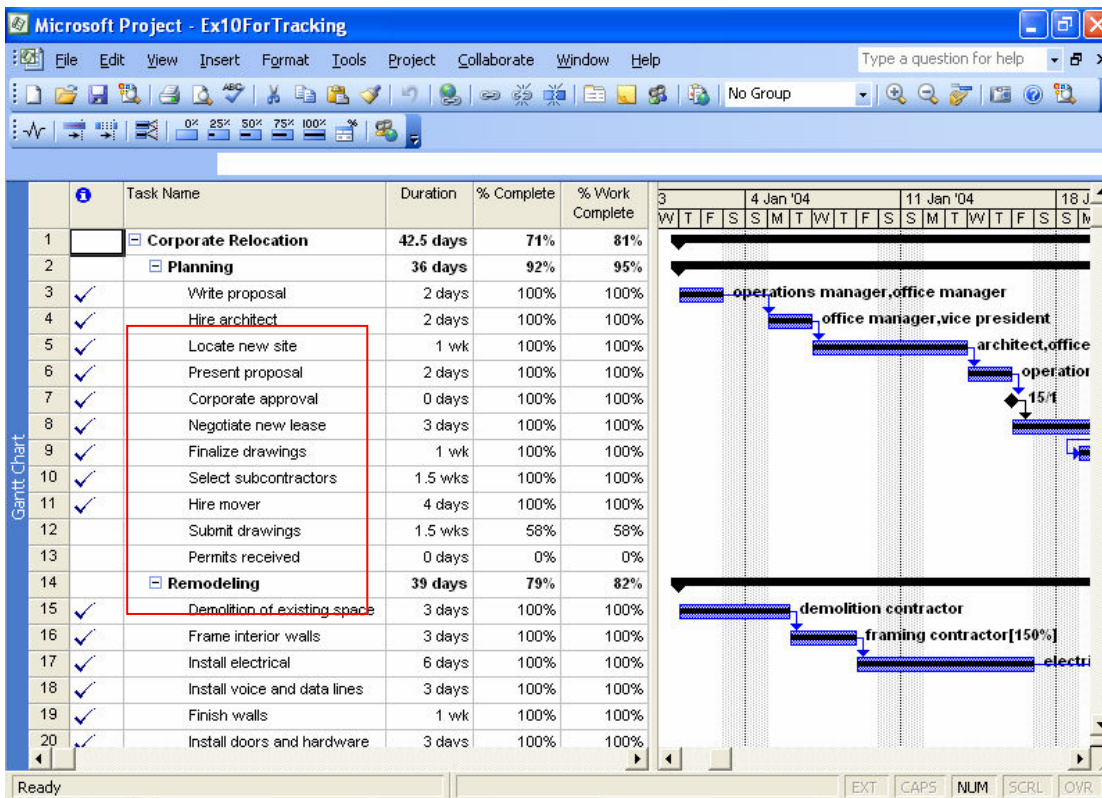 Microsoft Project - Ex10ForTracking
File Edit View Insert Format Tools Project Collaborate Window Help Type a question for help
ABC No Group
0% 25% 50% 75% 100% %
Task Name Duration % Complete % Work Complete 3 4 Jan '04 11 Jan '04 18 J
W T F S S M T W T F S S M T W T F S S M
1 Corporate Relocation 42.5 days 71% 81%
2 Planning 36 days 92% 95%
3 Write proposal 2 days 100% 100% operations manager,office manager
4 Hire architect 2 days 100% 100% office manager,vice president
5 Locate new site 1 wk 100% 100% architect,office
6 Present proposal 2 days 100% 100% operation
7 Corporate approval 0 days 100% 100% 15/1
8 Negotiate new lease 3 days 100% 100%
9 Finalize drawings 1 wk 100% 100%
10 Select subcontractors 1.5 wks 100% 100%
11 Hire mover 4 days 100% 100%
12 Submit drawings 1.5 wks 58% 58%
13 Permits received 0 days 0% 0%
14 Remodeling 39 days 79% 82%
15 Demolition of existing space 3 days 100% 100% demolition contractor
16 Frame interior walls 3 days 100% 100% framing contractor[150%]
17 Install electrical 6 days 100% 100% electri
18 Install voice and data lines 3 days 100% 100%
19 Finish walls 1 wk 100% 100%
20 Install doors and hardware 3 days 100% 100%
Gantt Chart
Ready EXT CAPS NUM SCRL OVR